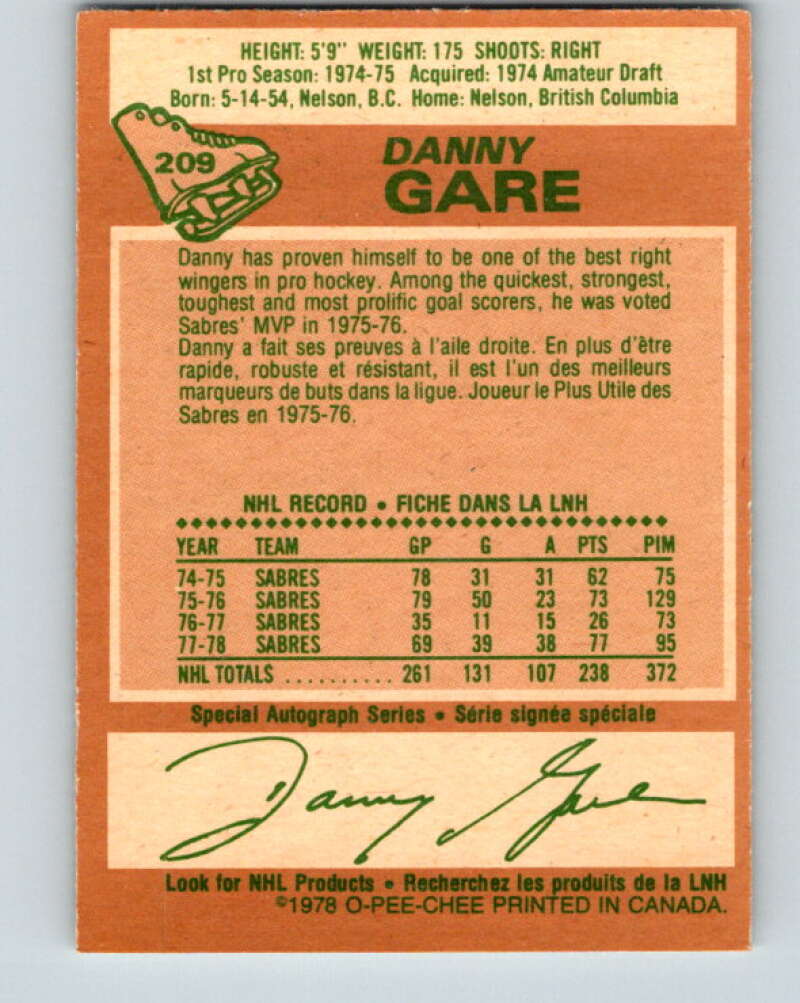 HEIGHT: 5'9" WEIGHT: 175 SHOOTS: RIGHT
1st Pro Season: 1974-75 Acquired: 1974 Amateur Draft
Born: 5-14-54, Nelson, B.C. Home: Nelson, British Columbia
209
DANNY
GARE
Danny has proven himself to be one of the best right
wingers in pro hockey. Among the quickest, strongest,
toughest and most prolific goal scorers, he was voted
Sabres' MVP in 1975-76.
Danny a fait ses preuves à l'aile droite. En plus d'être
rapide, robuste et résistant, il est l'un des meilleurs
marqueurs de buts dans la ligue. Joueur le Plus Utile des
Sabres en 1975-76.
NHL RECORD • FICHE DANS LA LNH
YEAR TEAM GP G A PTS PIM
74-75 SABRES 78 31 31 62 75
75-76 SABRES 79 50 23 73 129
76-77 SABRES 35 11 15 26 73
77-78 SABRES 69 39 38 77 95
NHL TOTALS .......... 261 131 107 238 372
Special Autograph Series • Série signée spéciale
Danny Gare
Look for NHL Products • Recherchez les produits de la LNH
©1978 O-PEE-CHEE PRINTED IN CANADA.